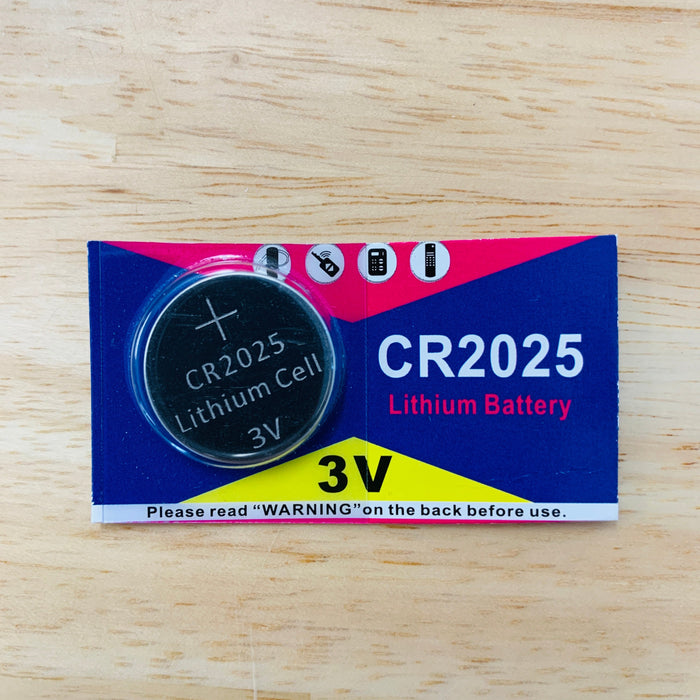 +
CR2025
Lithium Cell
3V
CR2025
Lithium Battery
3V
Please read “WARNING”on the back before use.